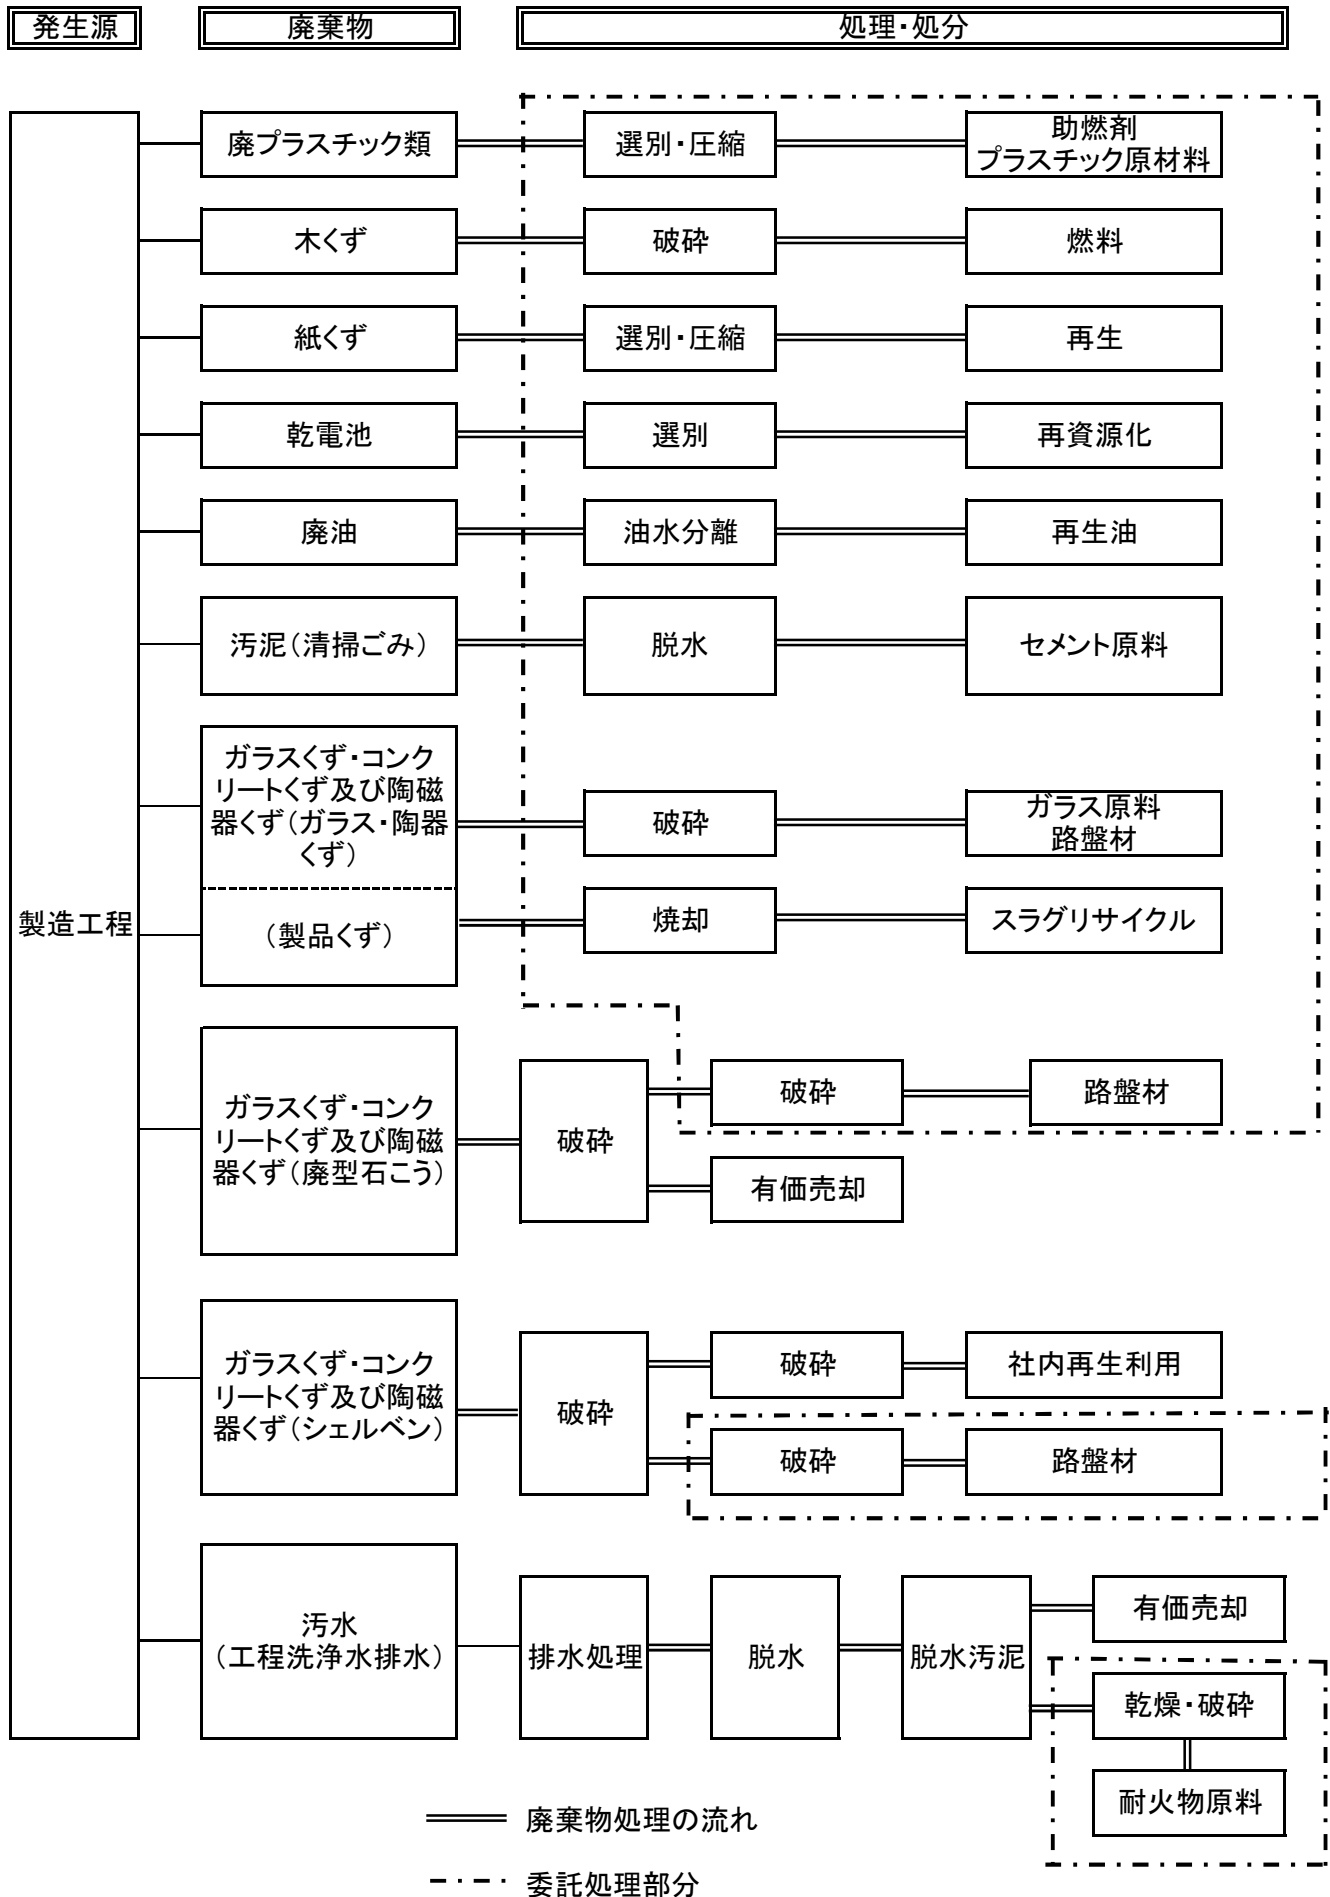 発生源
廃棄物
処理・処分
製造工程
廃プラスチック類
選別・圧縮
助燃剤
プラスチック原材料
木くず
破砕
燃料
紙くず
選別・圧縮
再生
乾電池
選別
再資源化
廃油
油水分離
再生油
汚泥(清掃ごみ)
脱水
セメント原料
ガラスくず・コンク
リートくず及び陶磁
器くず(ガラス・陶器
くず)
破砕
ガラス原料
路盤材
(製品くず)
焼却
スラグリサイクル
ガラスくず・コンク
リートくず及び陶磁
器くず(廃型石こう)
破砕
破砕
路盤材
有価売却
ガラスくず・コンク
リートくず及び陶磁
器くず(シェルベン)
破砕
破砕
社内再生利用
破砕
路盤材
汚水
(工程洗浄水排水)
排水処理
脱水
脱水汚泥
有価売却
乾燥・破砕
耐火物原料
廃棄物処理の流れ
委託処理部分